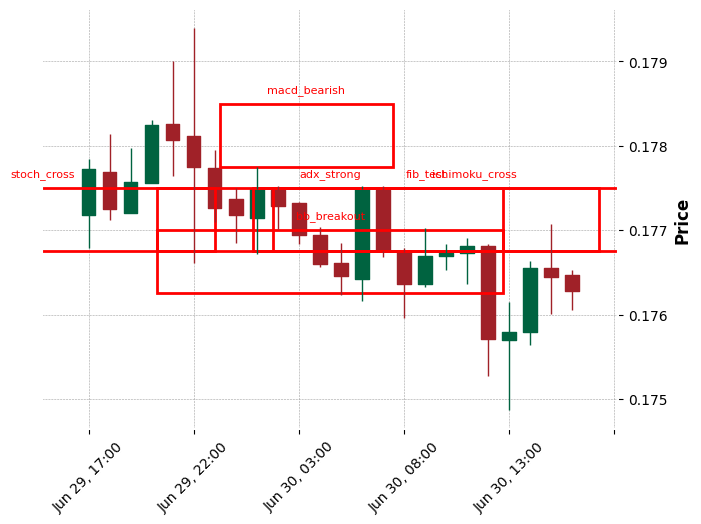 macd_bearish
stoch_cross
adx_strong
fib_test
ichimoku_cross
0.179
0.178
0.177
0.176
0.175
Price
Jun 29, 17:00
Jun 29, 22:00
Jun 30, 03:00
Jun 30, 08:00
Jun 30, 13:00